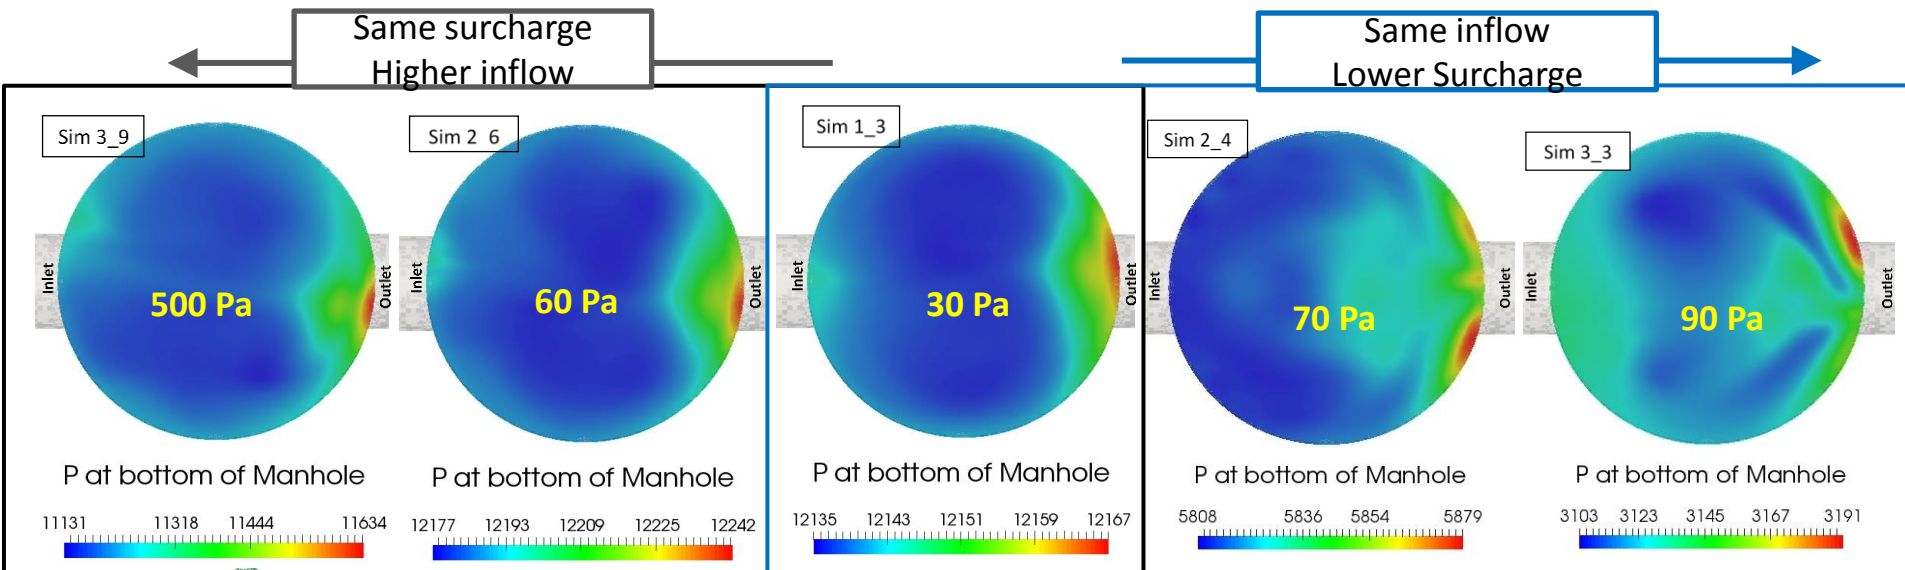 Same surcharge
Higher inflow
Same inflow
Lower Surcharge
Sim 3_9
Inlet
500 Pa
Outlet
P at bottom of Manhole
11131 11318 11444 11634
Sim 2_6
Inlet
60 Pa
Outlet
P at bottom of Manhole
12177 12193 12209 12225 12242
Sim 1_3
Inlet
30 Pa
Outlet
P at bottom of Manhole
12135 12143 12151 12159 12167
Sim 2_4
Inlet
70 Pa
Outlet
P at bottom of Manhole
5808 5836 5854 5879
Sim 3_3
Inlet
90 Pa
Outlet
P at bottom of Manhole
3103 3123 3145 3167 3191